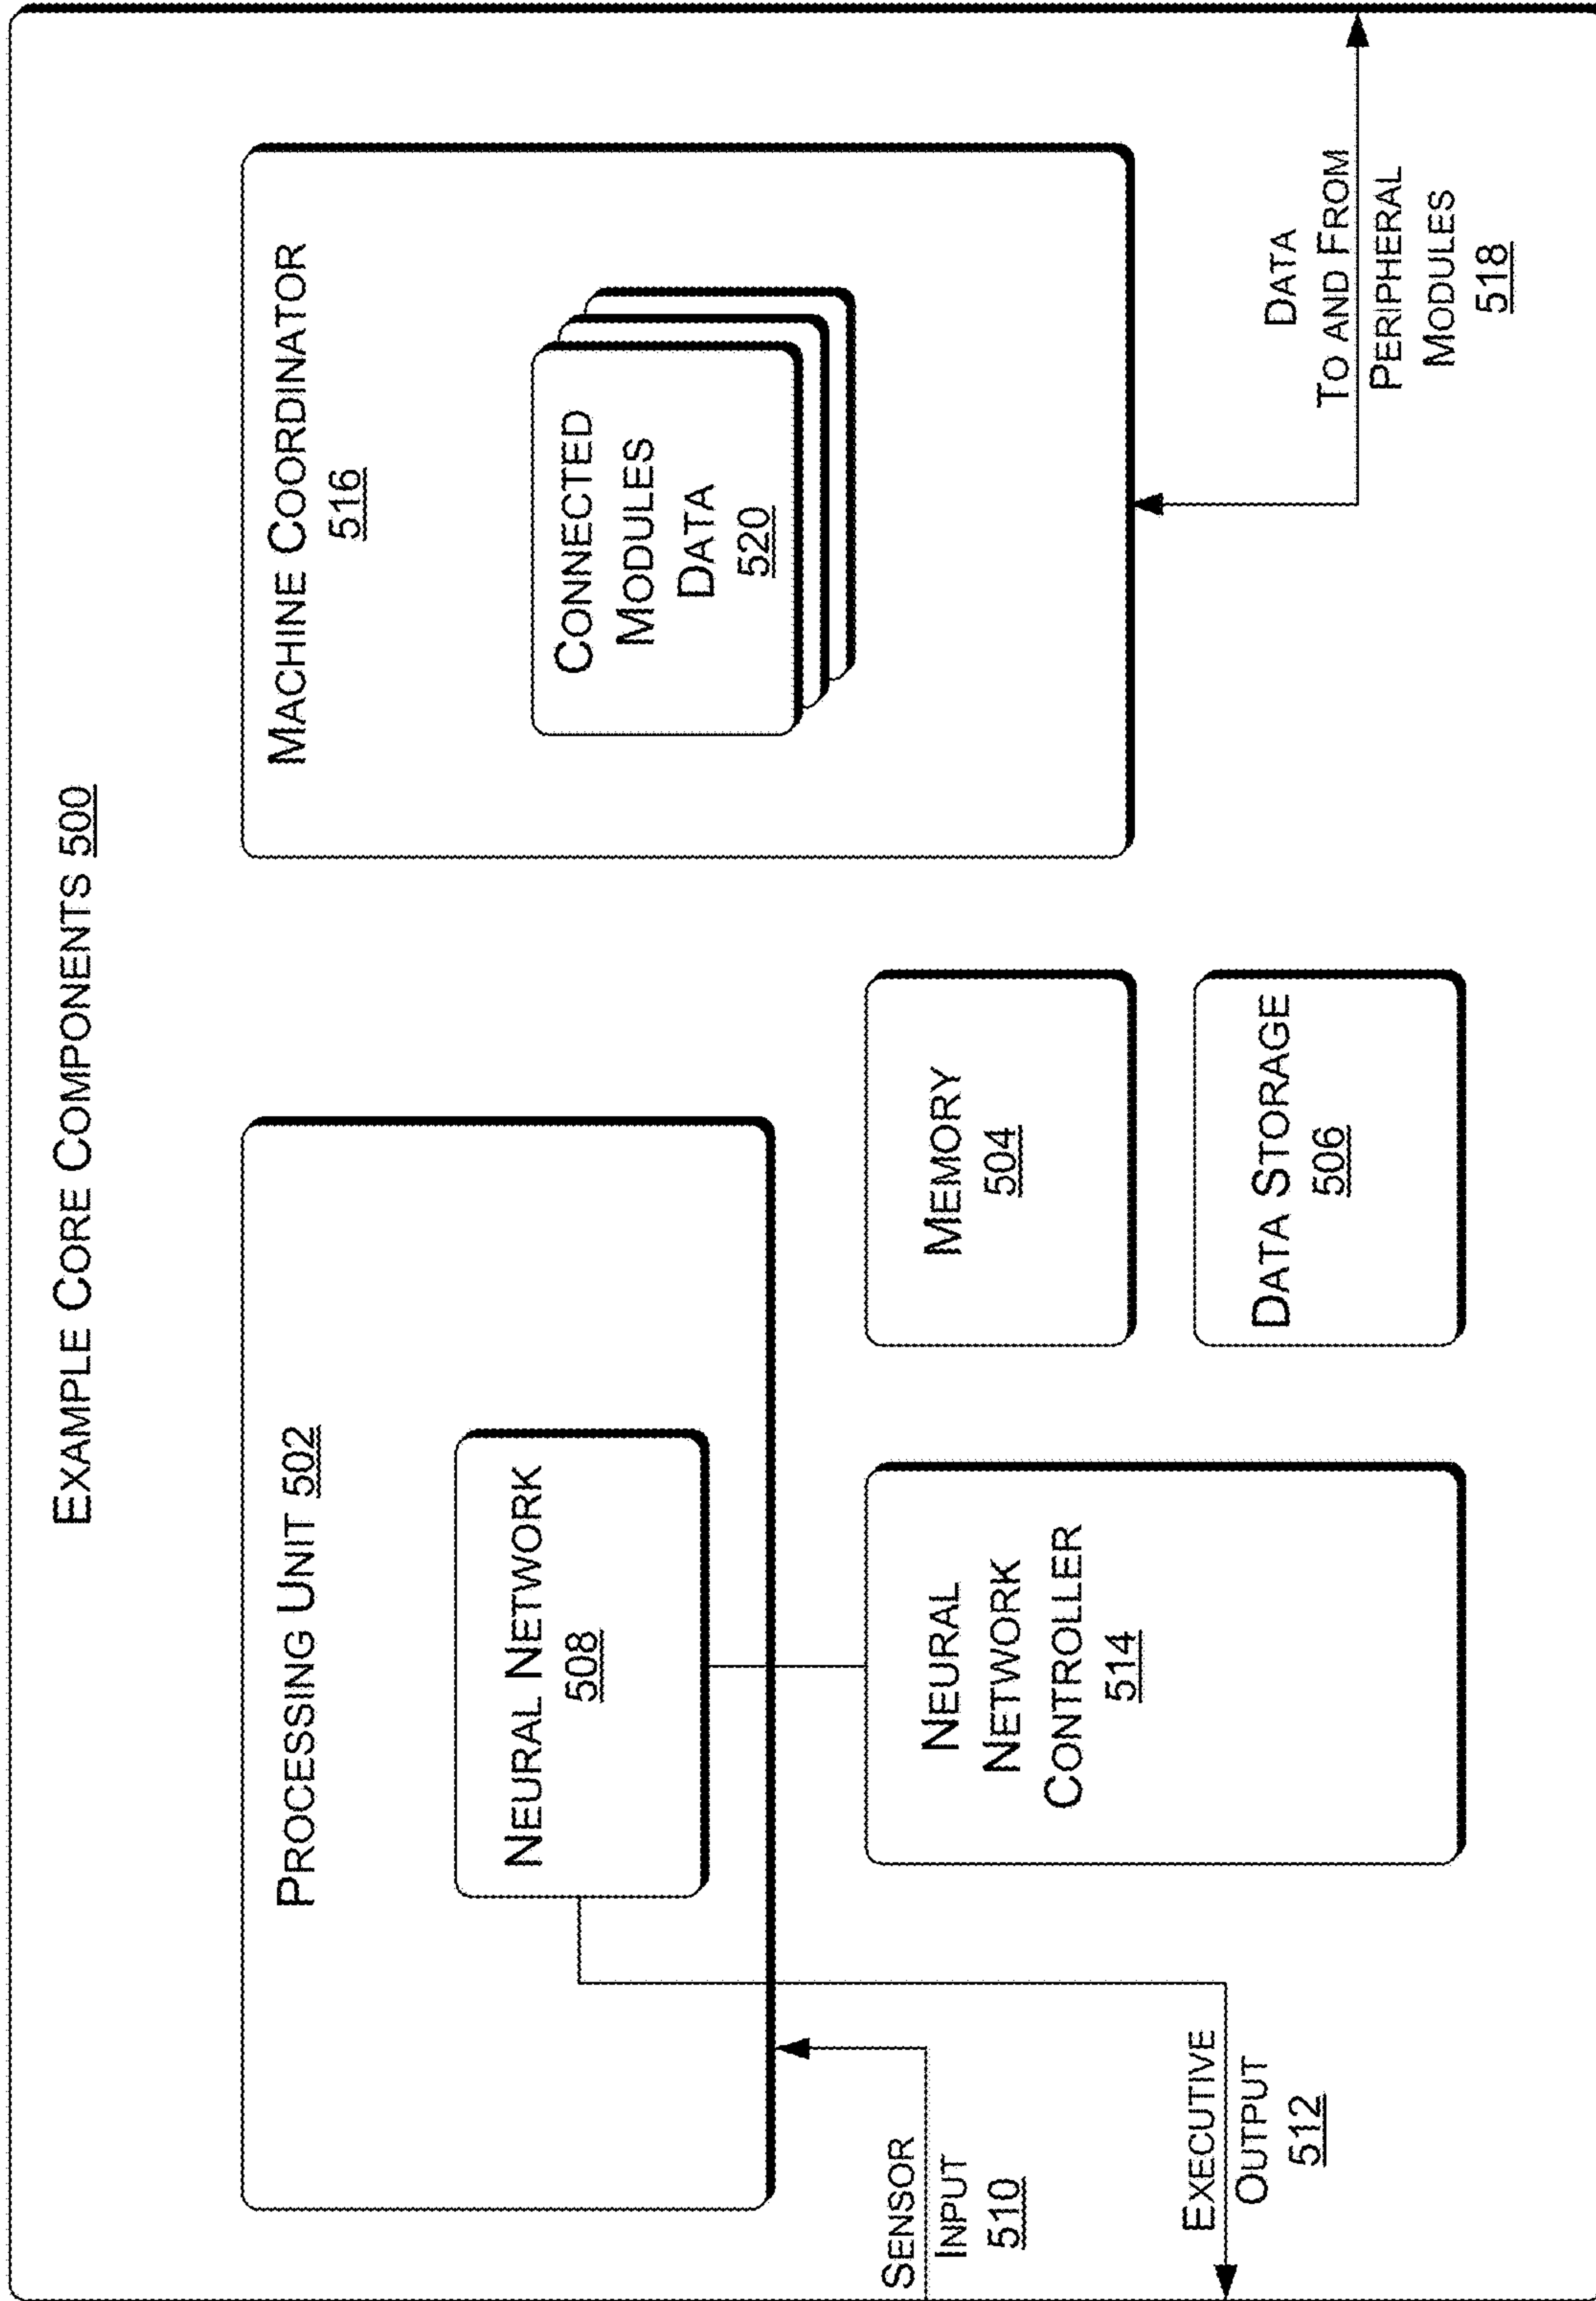 EXAMPLE CORE COMPONENTS 500
PROCESSING UNIT 502
NEURAL NETWORK
508
SENSOR
INPUT
510
EXECUTIVE
OUTPUT
512
NEURAL
NETWORK
CONTROLLER
514
MEMORY
504
DATA STORAGE
506
MACHINE COORDINATOR
516
CONNECTED
MODULES
DATA
520
DATA
TO AND FROM
PERIPHERAL
MODULES
518